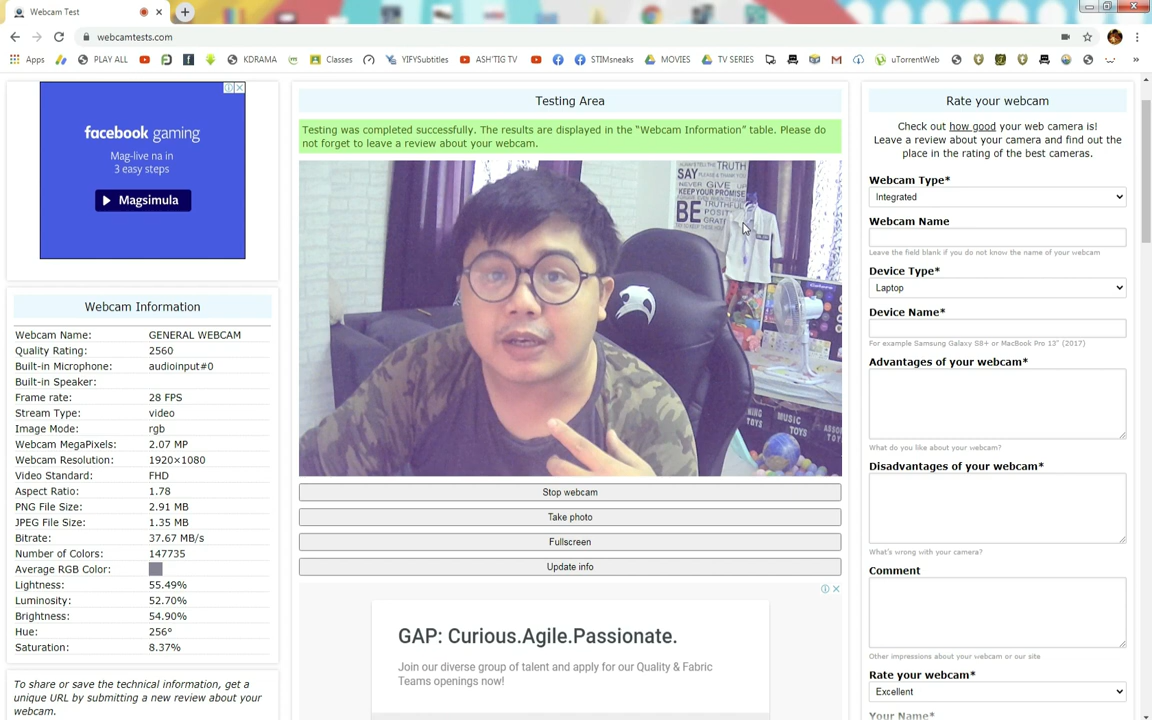 Webcam Test
webcamtests.com
Apps
PLAY ALL
KDRAMA
Classes
YIFYSubtitles
ASH'TIG TV
STIMsneaks
MOVIES
TV SERIES
uTorrentWeb
»
facebook gaming
Mag-live na in
3 easy steps
Magsimula
Webcam Information
Webcam Name: GENERAL WEBCAM
Quality Rating: 2560
Built-in Microphone: audioinput#0
Built-in Speaker:
Frame rate: 28 FPS
Stream Type: video
Image Mode: rgb
Webcam MegaPixels: 2.07 MP
Webcam Resolution: 1920×1080
Video Standard: FHD
Aspect Ratio: 1.78
PNG File Size: 2.91 MB
JPEG File Size: 1.35 MB
Bitrate: 37.67 MB/s
Number of Colors: 147735
Average RGB Color:
Lightness: 55.49%
Luminosity: 52.70%
Brightness: 54.90%
Hue: 256°
Saturation: 8.37%
To share or save the technical information, get a
unique URL by submitting a new review about your
webcam.
Testing Area
Testing was completed successfully. The results are displayed in the “Webcam Information” table. Please do
not forget to leave a review about your webcam.
TRUTH
SAY
NEVER GIVE UP
KEEP YOUR PROMISE
TRUTHFUL
BE
MUSIC
TOYS
TOYS
Stop webcam
Take photo
Fullscreen
Update info
GAP: Curious.Agile.Passionate.
Join our diverse group of talent and apply for our Quality & Fabric
Teams openings now!
Rate your webcam
Check out how good your web camera is!
Leave a review about your camera and find out the
place in the rating of the best cameras.
Webcam Type*
Integrated
Webcam Name
Leave the field blank if you do not know the name of your webcam
Device Type*
Laptop
Device Name*
For example Samsung Galaxy S8+ or MacBook Pro 13" (2017)
Advantages of your webcam*
What do you like about your webcam?
Disadvantages of your webcam*
What's wrong with your camera?
Comment
Other impressions about your webcam or our site
Rate your webcam*
Excellent
Your Name*